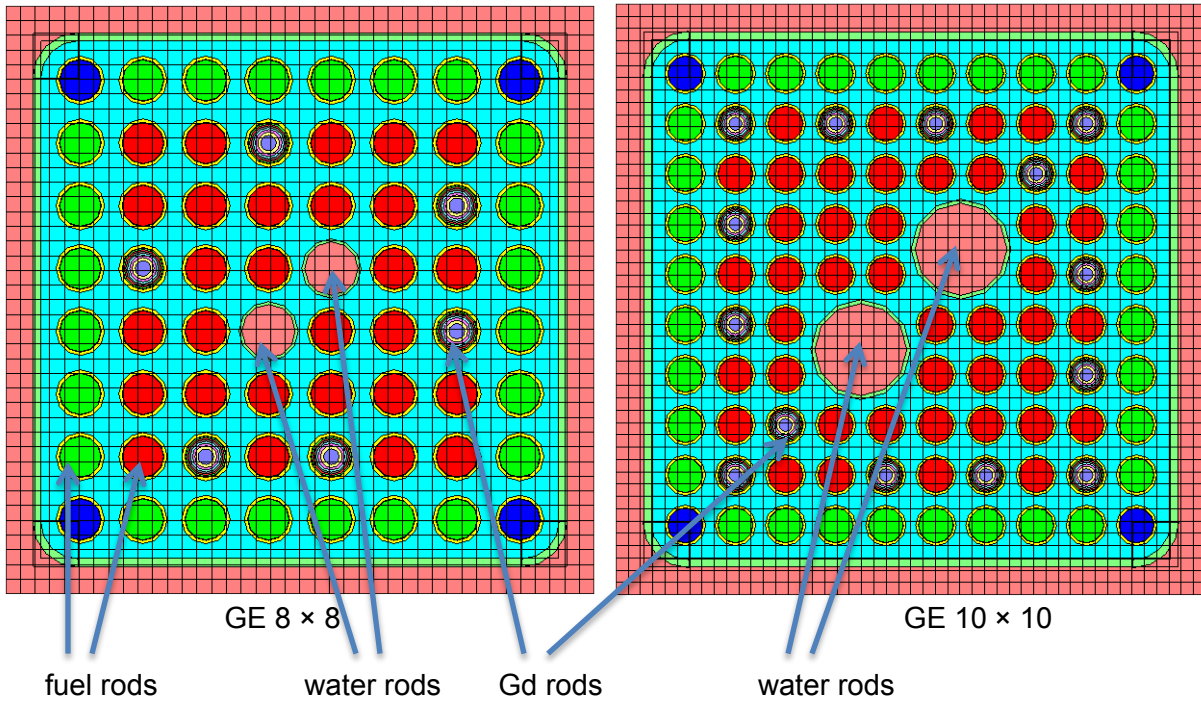 GE 8 × 8
GE 10 × 10
fuel rods
water rods
Gd rods
water rods